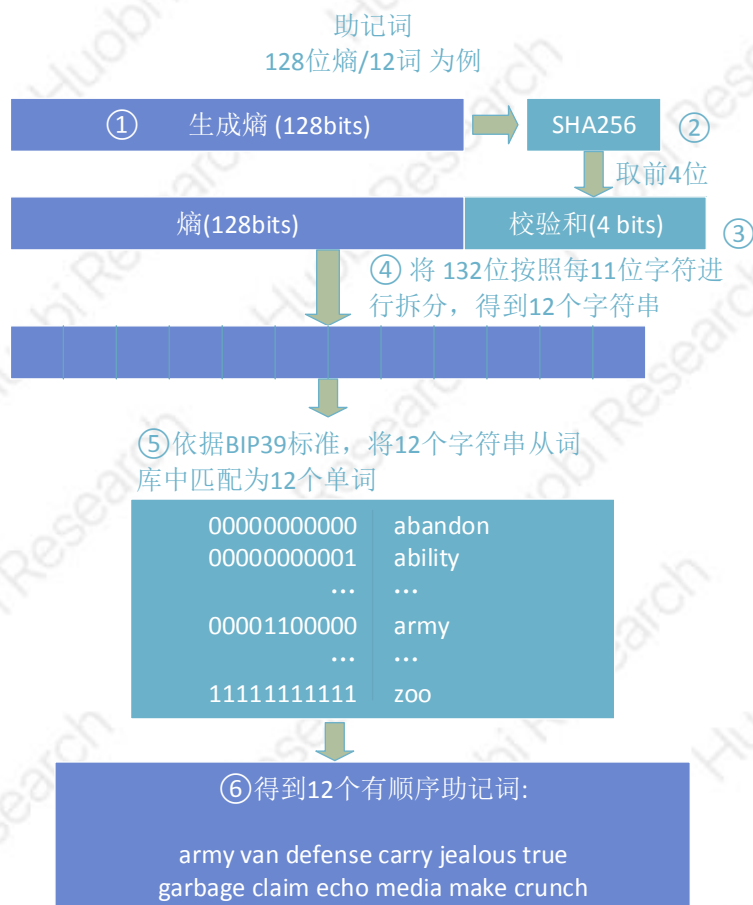 助记词
128位熵/12词 为例
① 生成熵 (128bits)
SHA256 ②
取前4位
熵(128bits)
校验和(4 bits) ③
④ 将 132位按照每11位字符进
行拆分，得到12个字符串
⑤依据BIP39标准，将12个字符串从词
库中匹配为12个单词
00000000000 abandon
00000000001 ability
... ...
00001100000 army
... ...
11111111111 zoo
⑥得到12个有顺序助记词:
army van defense carry jealous true
garbage claim echo media make crunch
Huobi Research